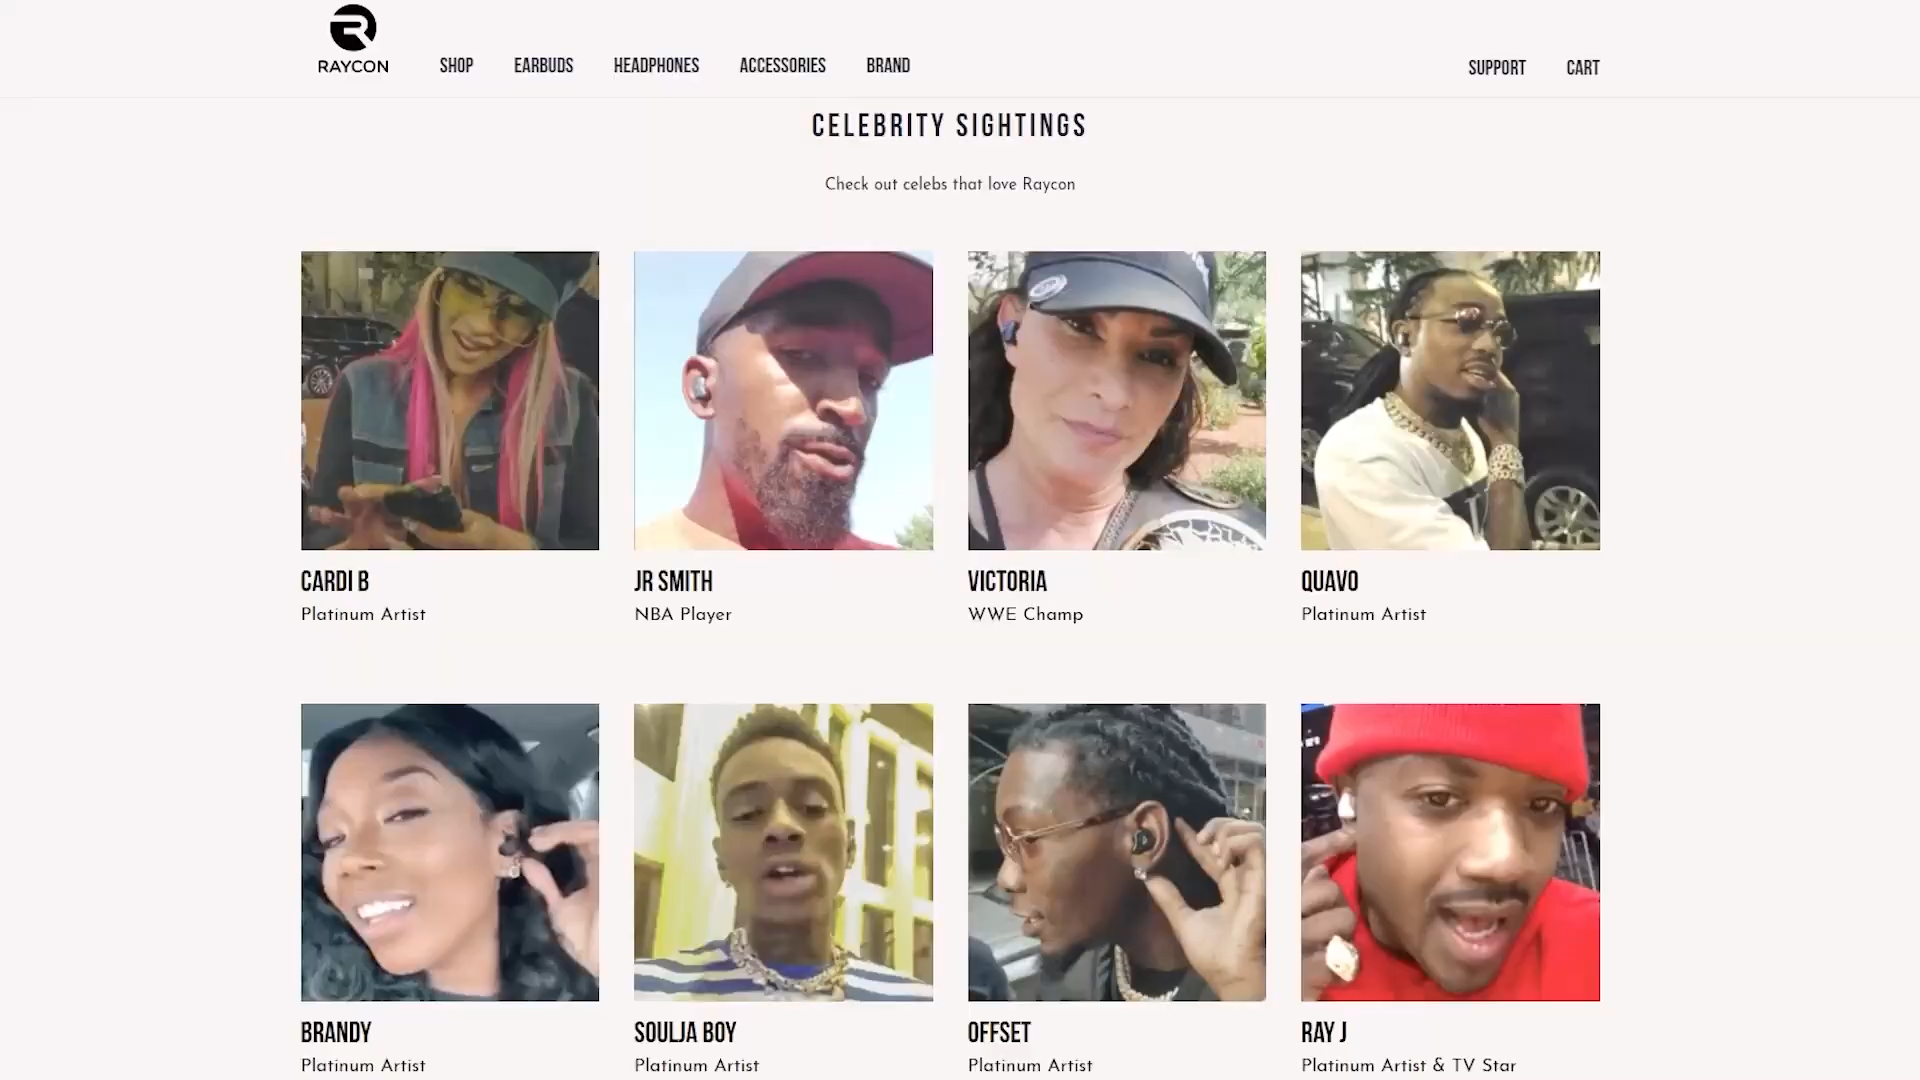 RAYCON
SHOP EARBUDS HEADPHONES ACCESSORIES BRAND
SUPPORT CART
CELEBRITY SIGHTINGS
Check out celebs that love Raycon
CARDI B
Platinum Artist
JR SMITH
NBA Player
VICTORIA
WWE Champ
QUAVO
Platinum Artist
BRANDY
Platinum Artist
SOULJA BOY
Platinum Artist
OFFSET
Platinum Artist
RAY J
Platinum Artist & TV Star